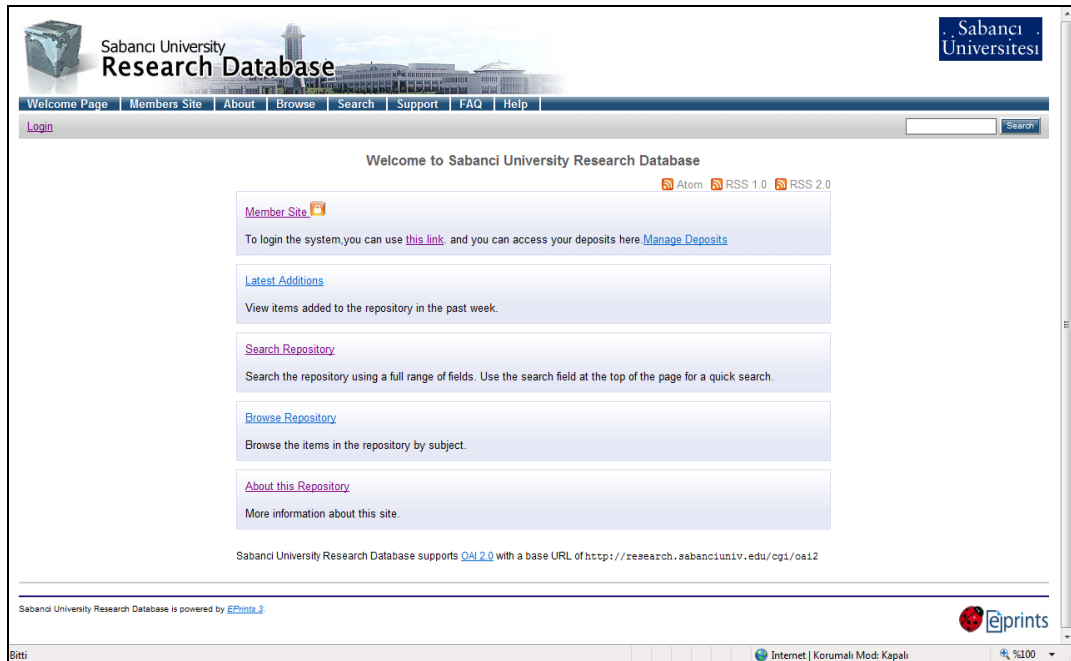 Sabancı University
Research Database
. . Sabancı .
Üniversitesi
Welcome Page Members Site About Browse Search Support FAQ Help
Login Search
Welcome to Sabanci University Research Database
Atom RSS 1.0 RSS 2.0
Member Site
To login the system,you can use this link. and you can access your deposits here.Manage Deposits
Latest Additions
View items added to the repository in the past week.
Search Repository
Search the repository using a full range of fields. Use the search field at the top of the page for a quick search.
Browse Repository
Browse the items in the repository by subject.
About this Repository
More information about this site.
Sabanci University Research Database supports OAI 2.0 with a base URL of http://research.sabanciuniv.edu/cgi/oai2
Sabanci University Research Database is powered by EPrints 3.
eprints
Bitti Internet | Korumalı Mod: Kapalı %100